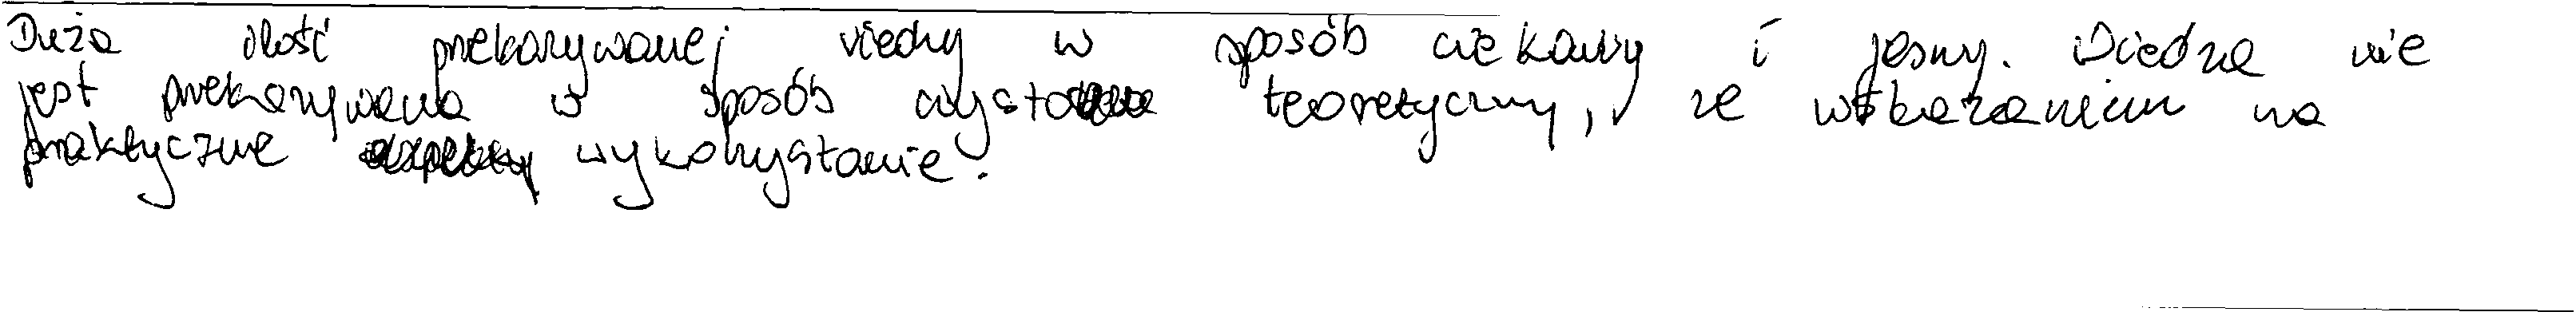 Duża ilość przekazywanej wiedzy w sposób ciekawy i jasny. Wiedza nie
jest przekazywana w sposób czysto teoretyczny, ze wskazaniem na
praktyczne wykorzystanie.